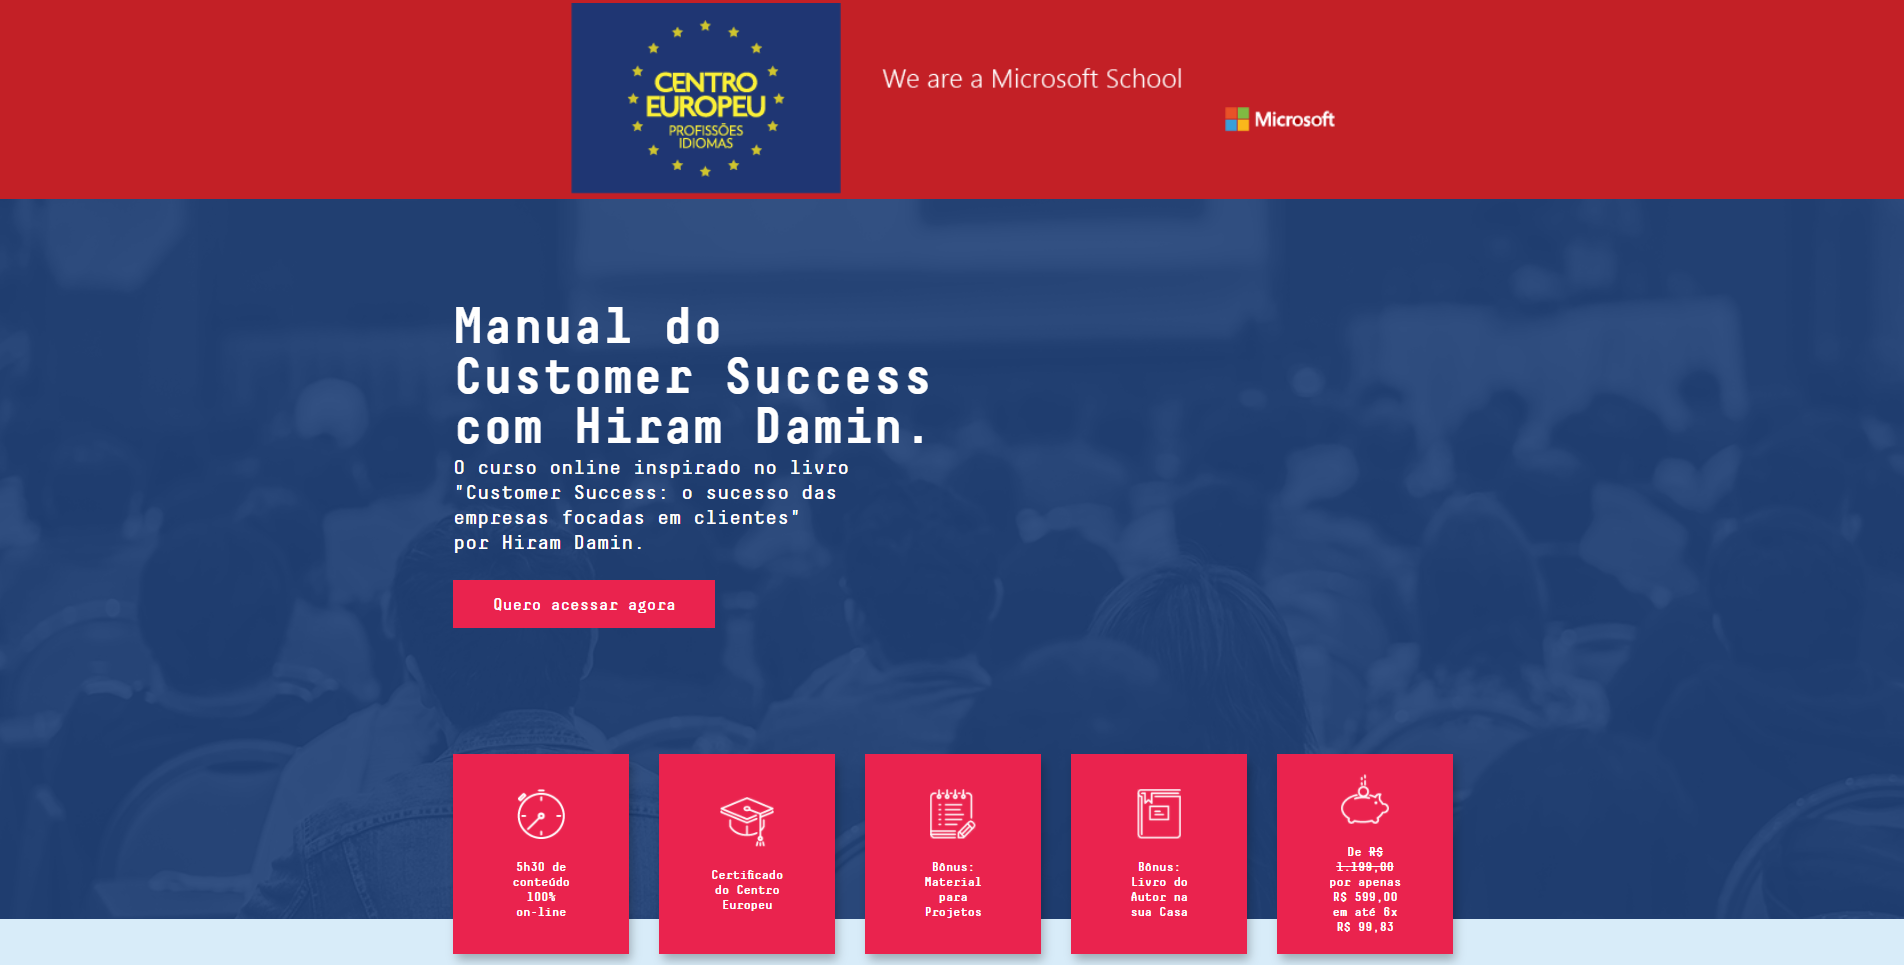 CENTRO
EUROPEU
PROFISSÕES
IDIOMAS
We are a Microsoft School
Microsoft
Manual do
Customer Success
com Hiram Damin.
O curso online inspirado no livro
"Customer Success: o sucesso das
empresas focadas em clientes"
por Hiram Damin.
Quero acessar agora
5h30 de
conteúdo
100%
on-line
Certificado
do Centro
Europeu
Bônus:
Material
para
Projetos
Bônus:
Livro do
Autor na
sua Casa
De R$
1.199,00
por apenas
R$ 599,00
em até 6x
R$ 99,83